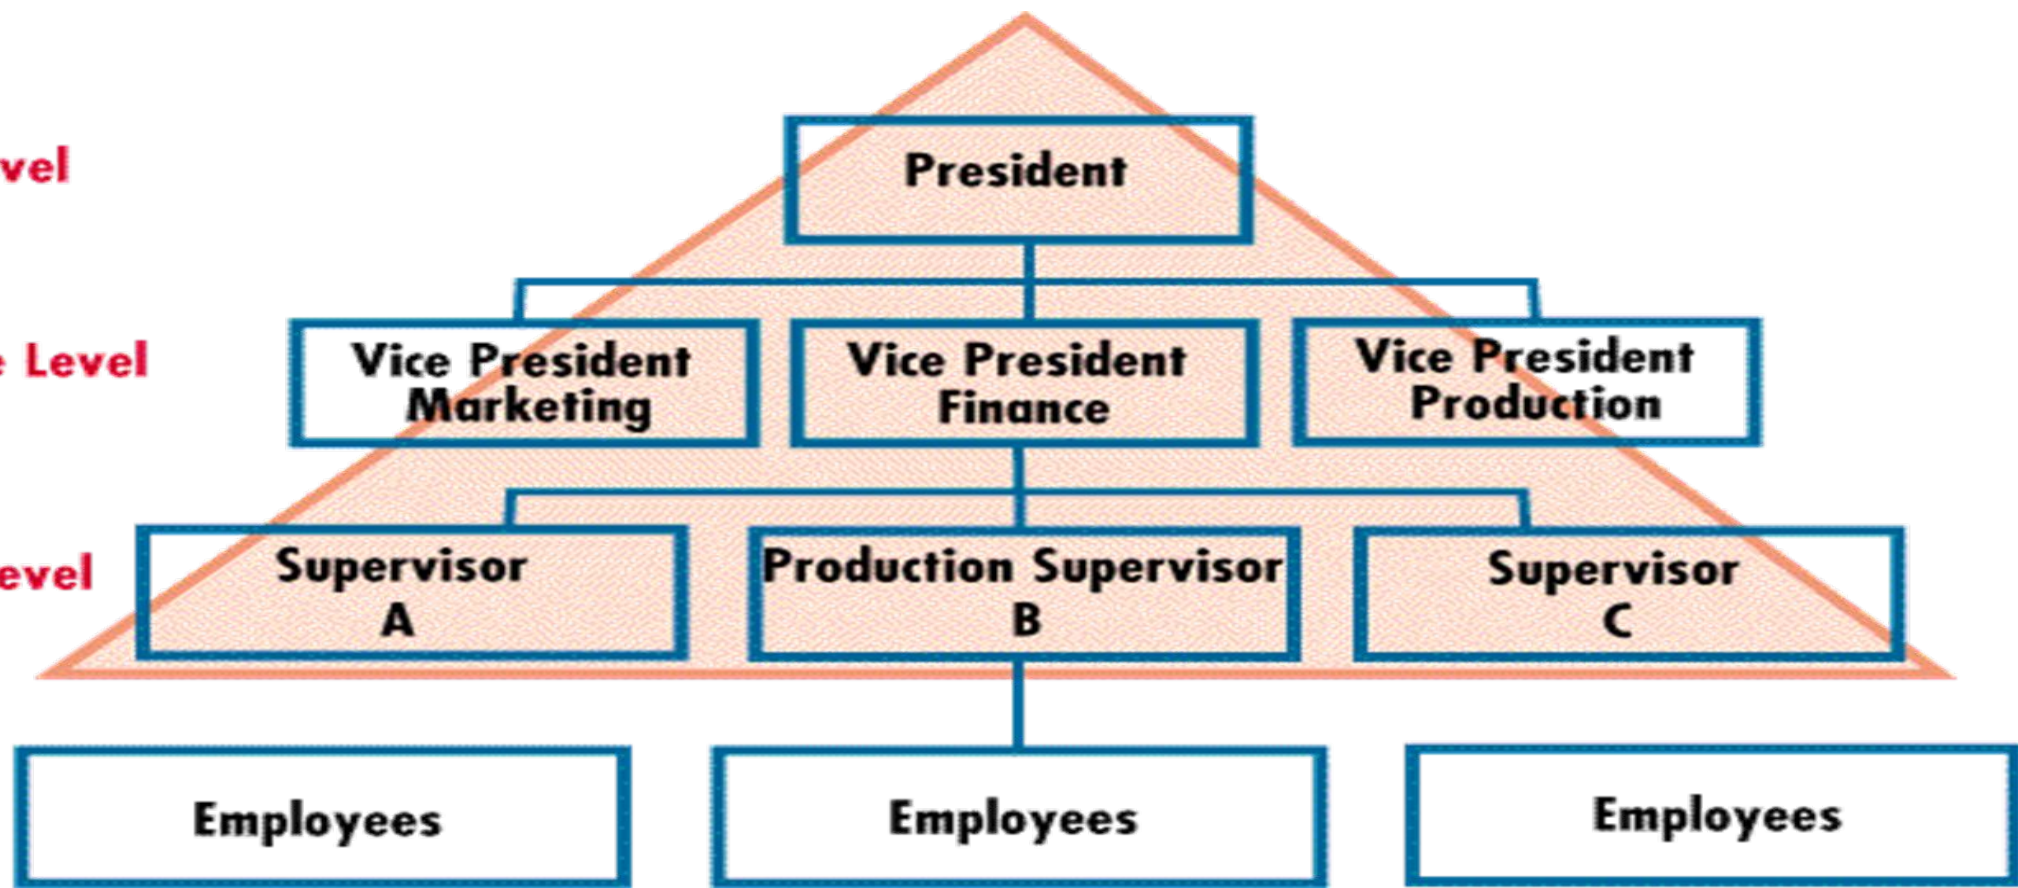 vel
President
e Level
Vice President
Marketing
Vice President
Finance
Vice President
Production
evel
Supervisor
A
Production Supervisor
B
Supervisor
C
Employees
Employees
Employees